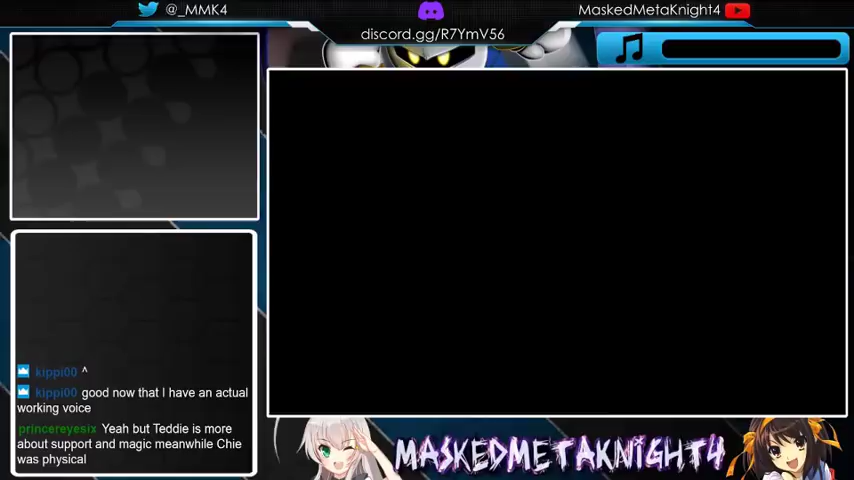 @_MMK4
discord.gg/R7YmV56
MaskedMetaKnight4
kippi00 ^
kippi00 good now that I have an actual
working voice
princereyesix Yeah but Teddie is more
about support and magic meanwhile Chie
was physical
MASKEDMETAKNIGHT4